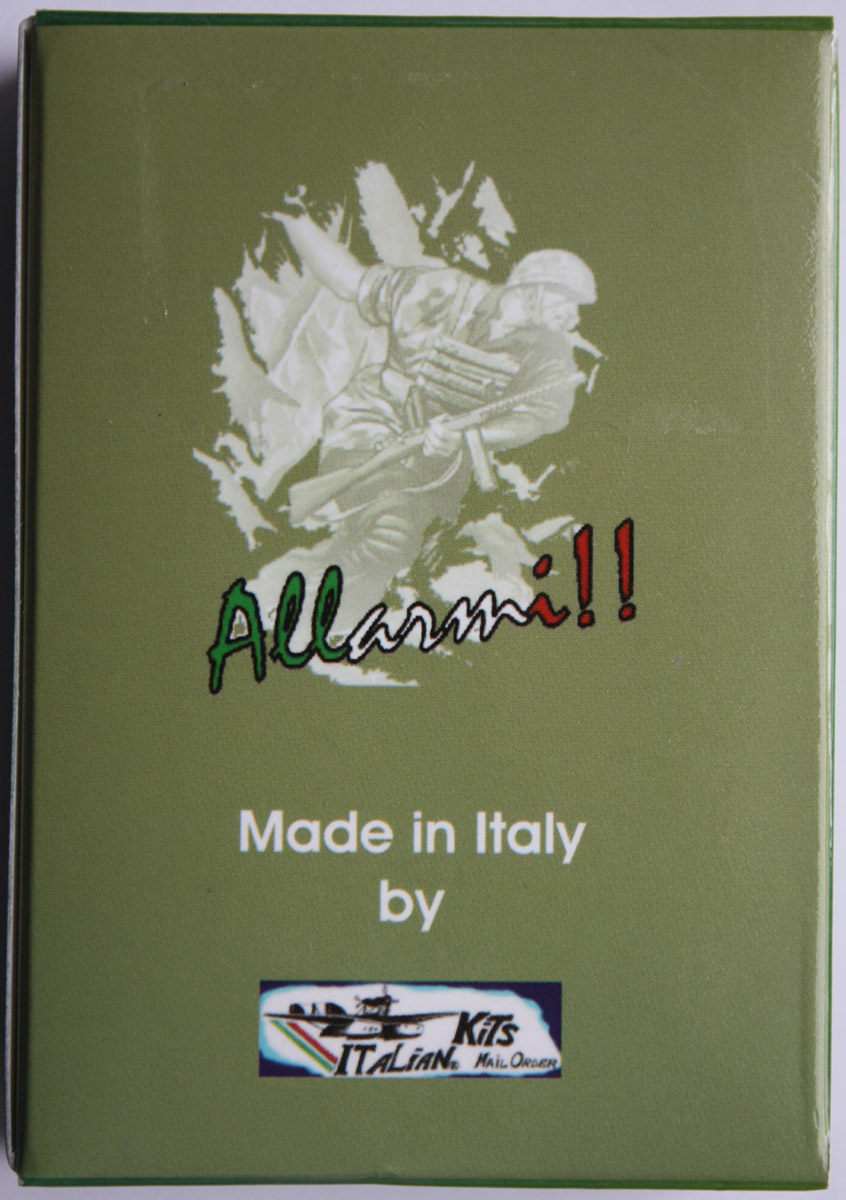 Allarmi!!
Made in Italy
by
KiTS
ITALiAN® MAIL ORDER